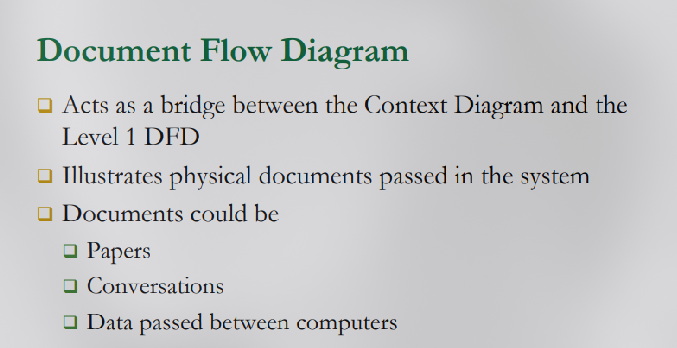 Document Flow Diagram
Acts as a bridge between the Context Diagram and the
Level 1 DFD
Illustrates physical documents passed in the system
Documents could be
Papers
Conversations
Data passed between computers